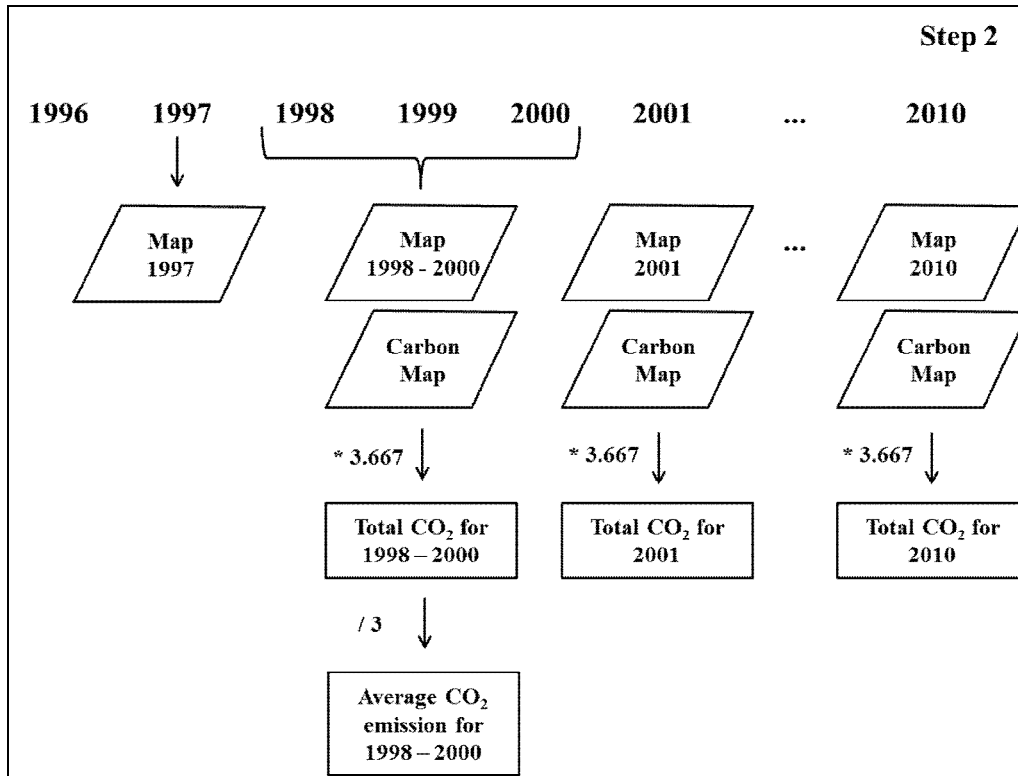 Step 2
1996 1997 1998 1999 2000 2001 ... 2010
Map
1997
Map
1998 - 2000
Map
2001
...
Map
2010
Carbon
Map
Carbon
Map
Carbon
Map
* 3.667
* 3.667
* 3.667
Total CO₂ for
1998 – 2000
Total CO₂ for
2001
Total CO₂ for
2010
/ 3
Average CO₂
emission for
1998 – 2000